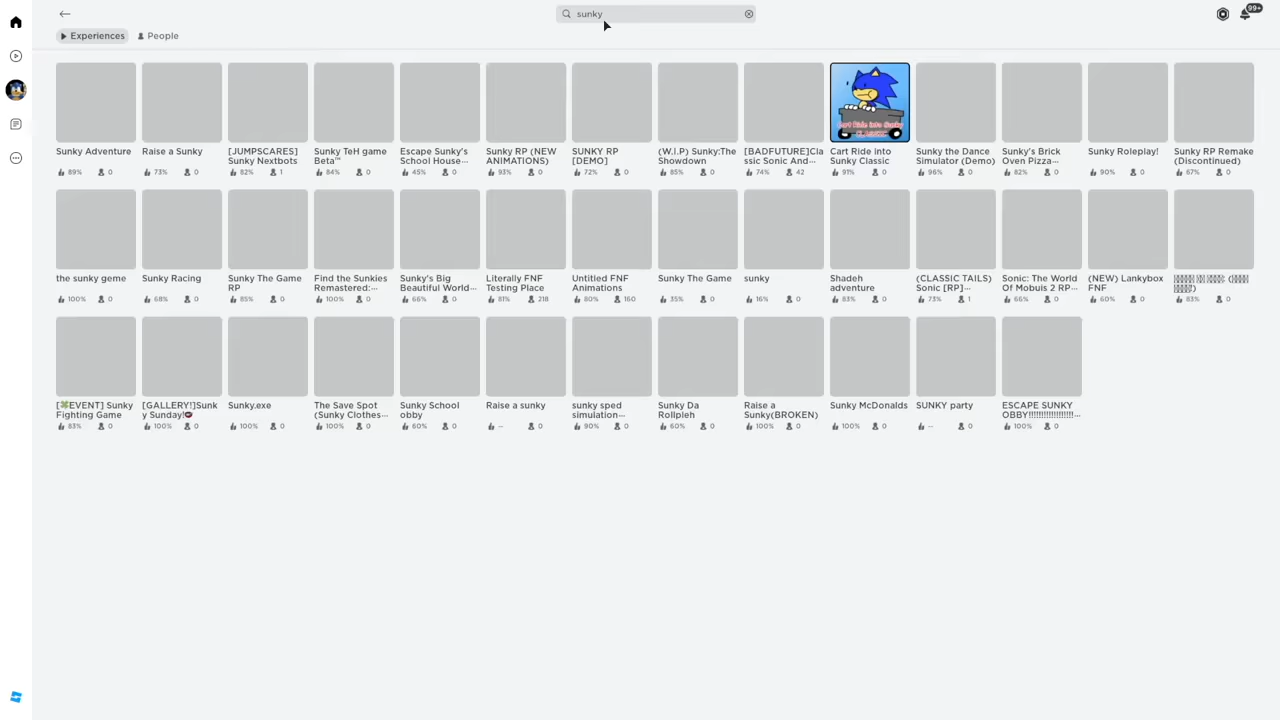 sunky
99+
Experiences
People
Cart Ride into Sunky
CLASSIC
Sunky Adventure
89% 0
Raise a Sunky
73% 0
[JUMPSCARES]
Sunky Nextbots
82% 1
Sunky TeH game
Beta™
84% 0
Escape Sunky's
School House···
45% 0
Sunky RP (NEW
ANIMATIONS)
93% 0
SUNKY RP
[DEMO]
72% 0
(W.I.P) Sunky:The
Showdown
85% 0
[BADFUTURE]Cla
ssic Sonic And···
74% 42
Cart Ride into
Sunky Classic
91% 0
Sunky the Dance
Simulator (Demo)
96% 0
Sunky's Brick
Oven Pizza···
82% 0
Sunky Roleplay!
90% 0
Sunky RP Remake
(Discontinued)
67% 0
the sunky geme
100% 0
Sunky Racing
68% 0
Sunky The Game
RP
85% 0
Find the Sunkies
Remastered:···
100% 0
Sunky's Big
Beautiful World···
66% 0
Literally FNF
Testing Place
81% 218
Untitled FNF
Animations
80% 160
Sunky The Game
35% 0
sunky
16% 0
Shadeh
adventure
83% 0
(CLASSIC TAILS)
Sonic [RP]···
73% 1
Sonic: The World
Of Mobuis 2 RP···
66% 0
(NEW) Lankybox
FNF
60% 0
83% 0
[🍀EVENT] Sunky
Fighting Game
83% 0
[GALLERY!]Sunk
y Sunday!
100% 0
Sunky.exe
100% 0
The Save Spot
(Sunky Clothes···
100% 0
Sunky School
obby
60% 0
Raise a sunky
-- 0
sunky sped
simulation···
90% 0
Sunky Da
Rollpleh
60% 0
Raise a
Sunky(BROKEN)
100% 0
Sunky McDonalds
100% 0
SUNKY party
-- 0
ESCAPE SUNKY
OBBY!!!!!!!!!!!!!!!!!!!···
100% 0